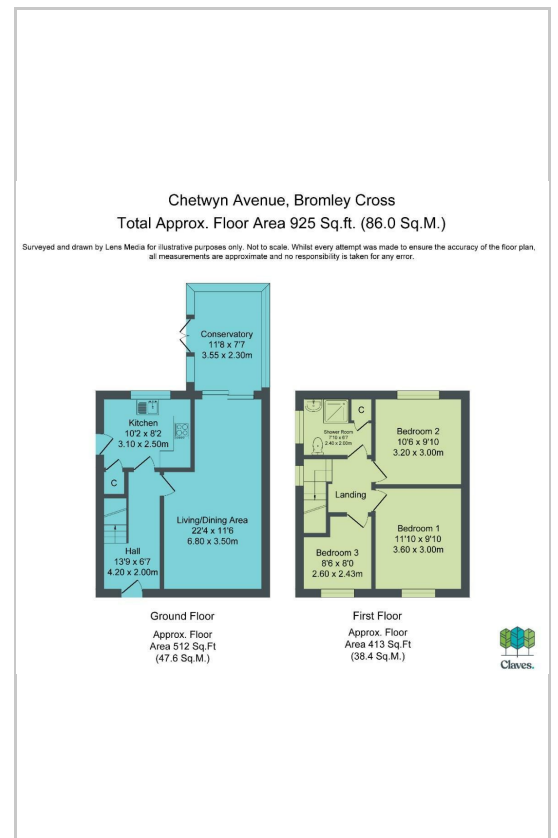 Chetwyn Avenue, Bromley Cross
Total Approx. Floor Area 925 Sq.ft. (86.0 Sq.M.)
Surveyed and drawn by Lens Media for illustrative purposes only. Not to scale. Whilst every attempt was made to ensure the accuracy of the floor plan,
all measurements are approximate and no responsibility is taken for any error.
Conservatory
11'8 x 7'7
3.55 x 2.30m
Kitchen
10'2 x 8'2
3.10 x 2.50m
C
Living/Dining Area
22'4 x 11'6
6.80 x 3.50m
Hall
13'9 x 6'7
4.20 x 2.00m
Shower Room
7'10 x 6'7
2.40 x 2.00m
C
Bedroom 2
10'6 x 9'10
3.20 x 3.00m
Landing
Bedroom 1
11'10 x 9'10
3.60 x 3.00m
Bedroom 3
8'6 x 8'0
2.60 x 2.43m
Ground Floor
Approx. Floor
Area 512 Sq.Ft
(47.6 Sq.M.)
First Floor
Approx. Floor
Area 413 Sq.Ft
(38.4 Sq.M.)
Claves.